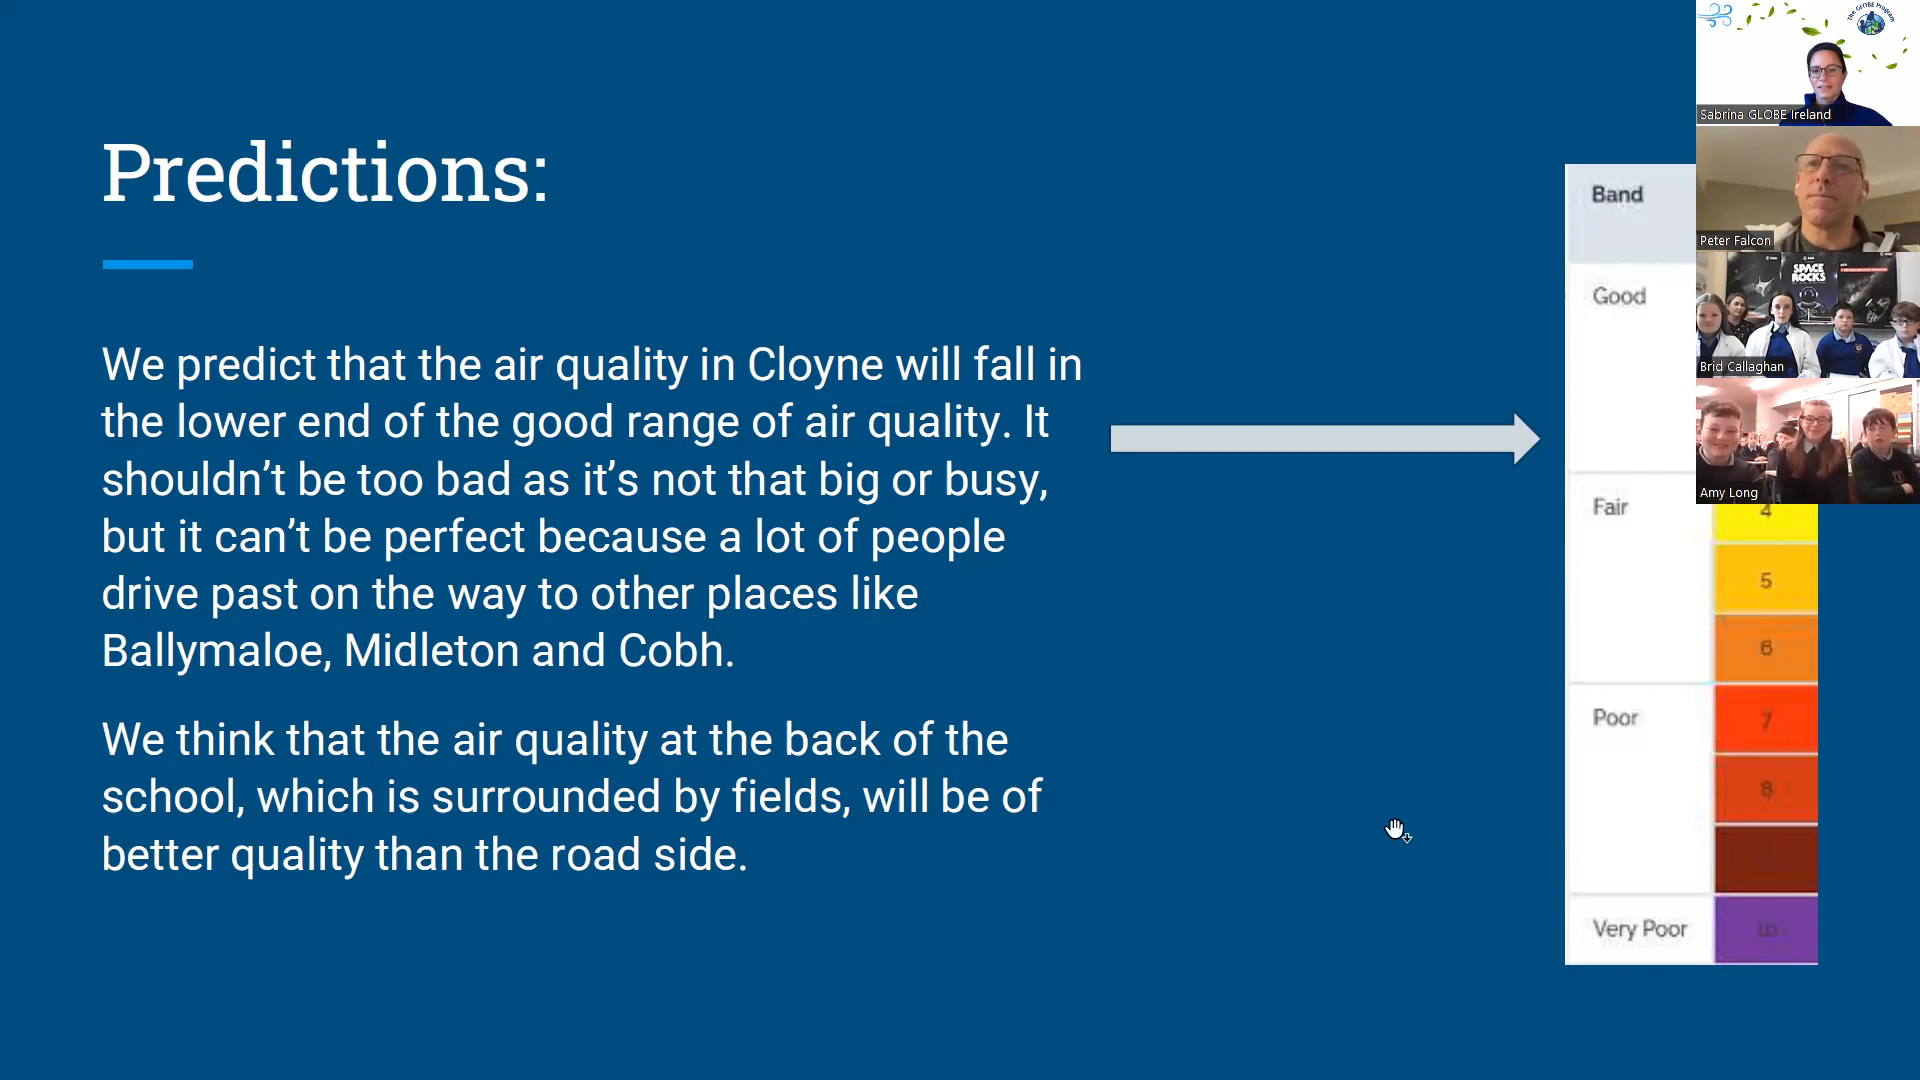 Predictions:
We predict that the air quality in Cloyne will fall in
the lower end of the good range of air quality. It
shouldn’t be too bad as it’s not that big or busy,
but it can’t be perfect because a lot of people
drive past on the way to other places like
Ballymaloe, Midleton and Cobh.
We think that the air quality at the back of the
school, which is surrounded by fields, will be of
better quality than the road side.
Band
Good
Fair
4
5
6
Poor
7
8
Very Poor
The GLOBE Program
Sabrina GLOBE Ireland
Peter Falcon
SPACE
ROCKS
Brid Callaghan
Amy Long